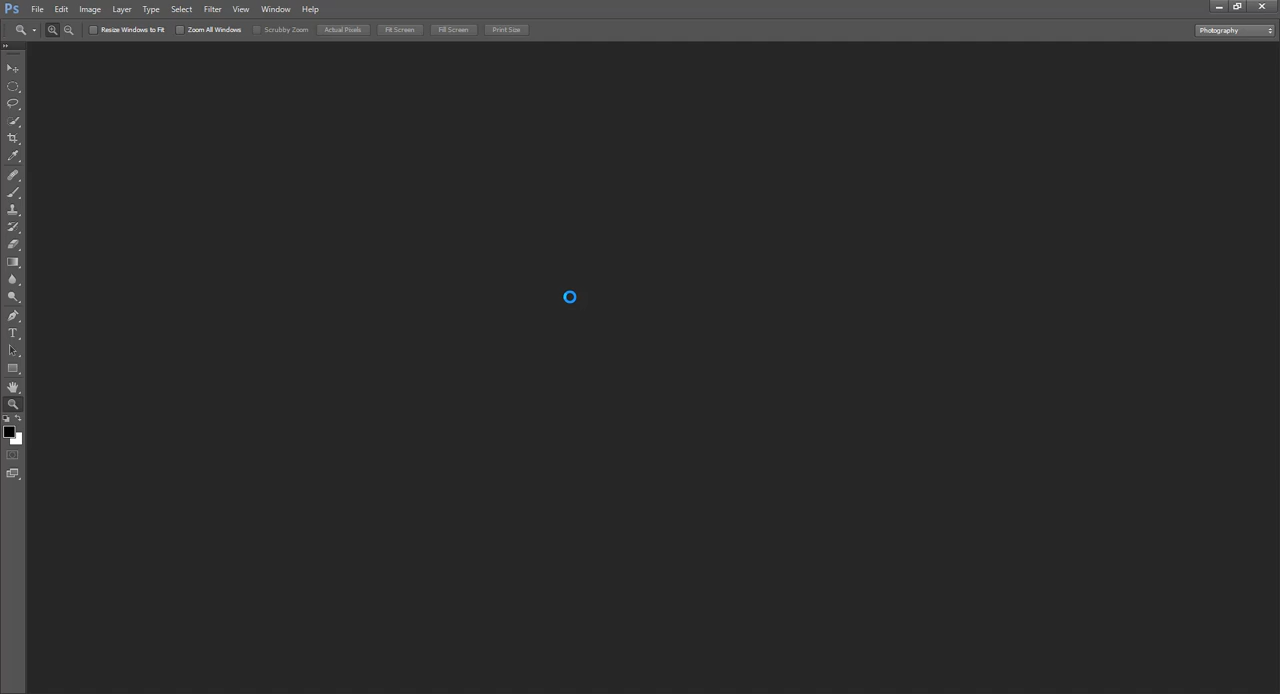 Ps File Edit Image Layer Type Select Filter View Window Help
Resize Windows to Fit Zoom All Windows Scrubby Zoom Actual Pixels Fit Screen Fill Screen Print Size Photography
T